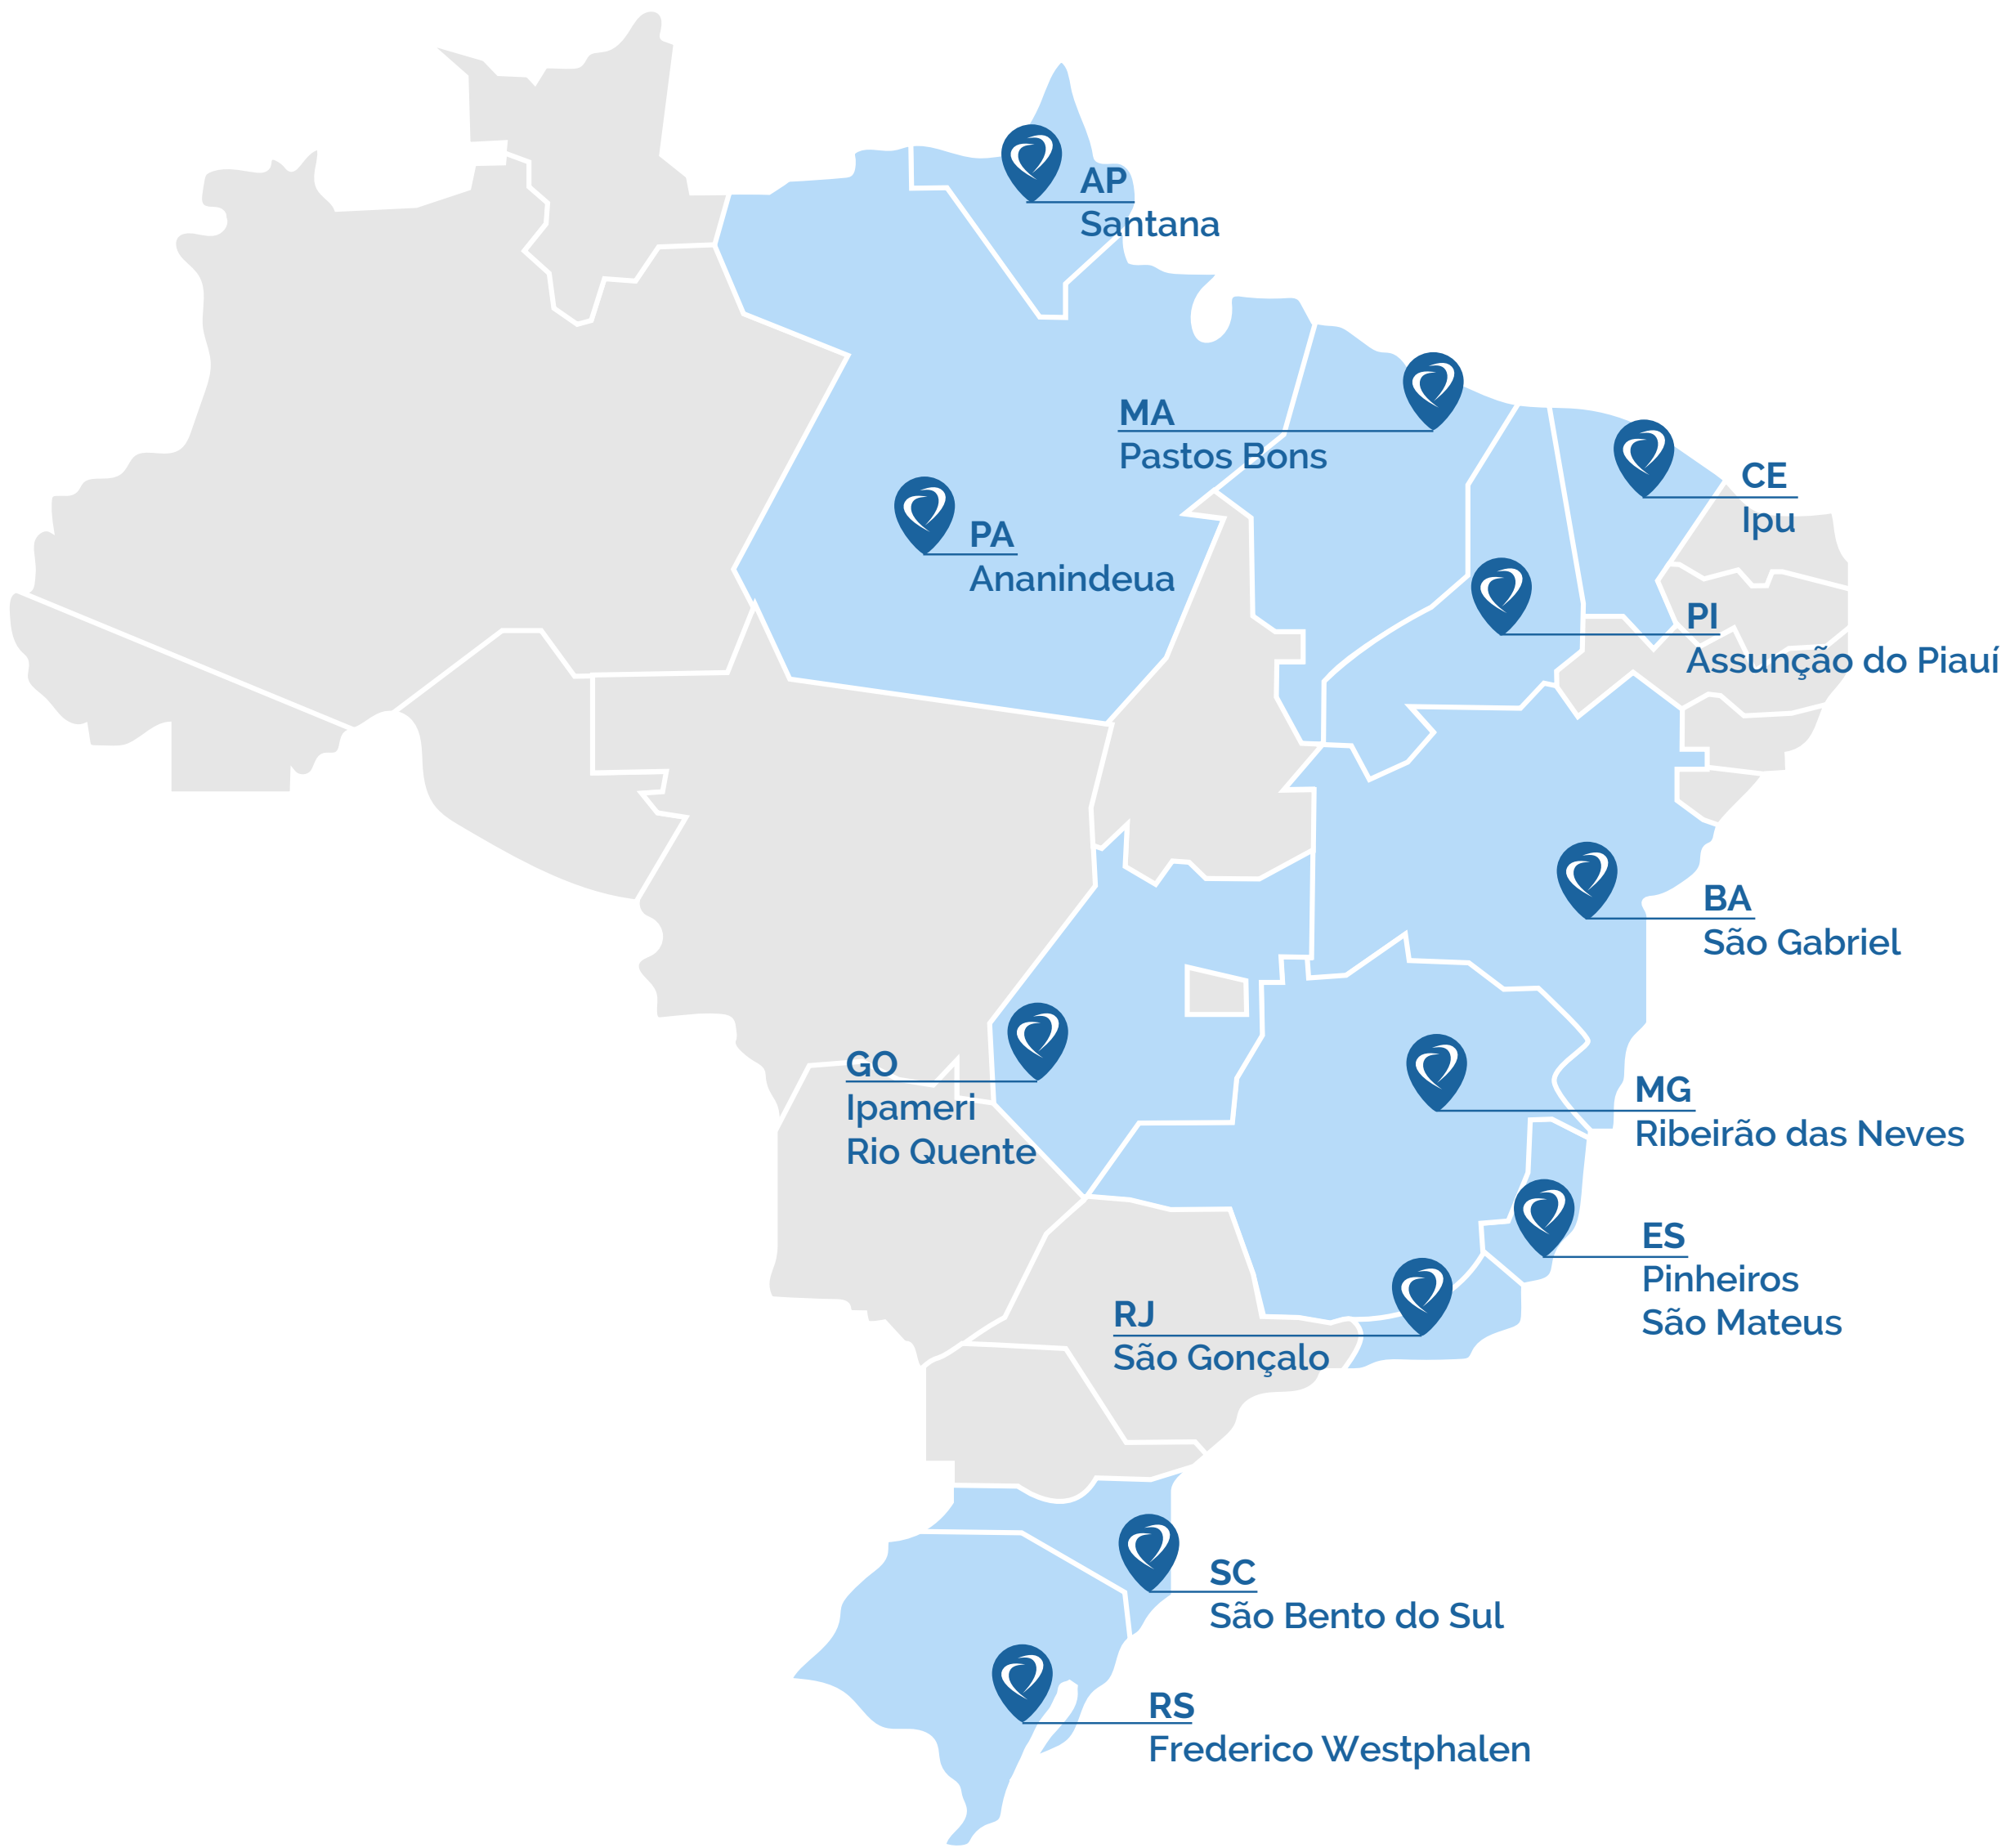 AP
Santana
MA
Pastos Bons
CE
Ipu
PA
Ananindeua
PI
Assunção do Piauí
BA
São Gabriel
GO
Ipameri
Rio Quente
MG
Ribeirão das Neves
ES
Pinheiros
São Mateus
RJ
São Gonçalo
SC
São Bento do Sul
RS
Frederico Westphalen